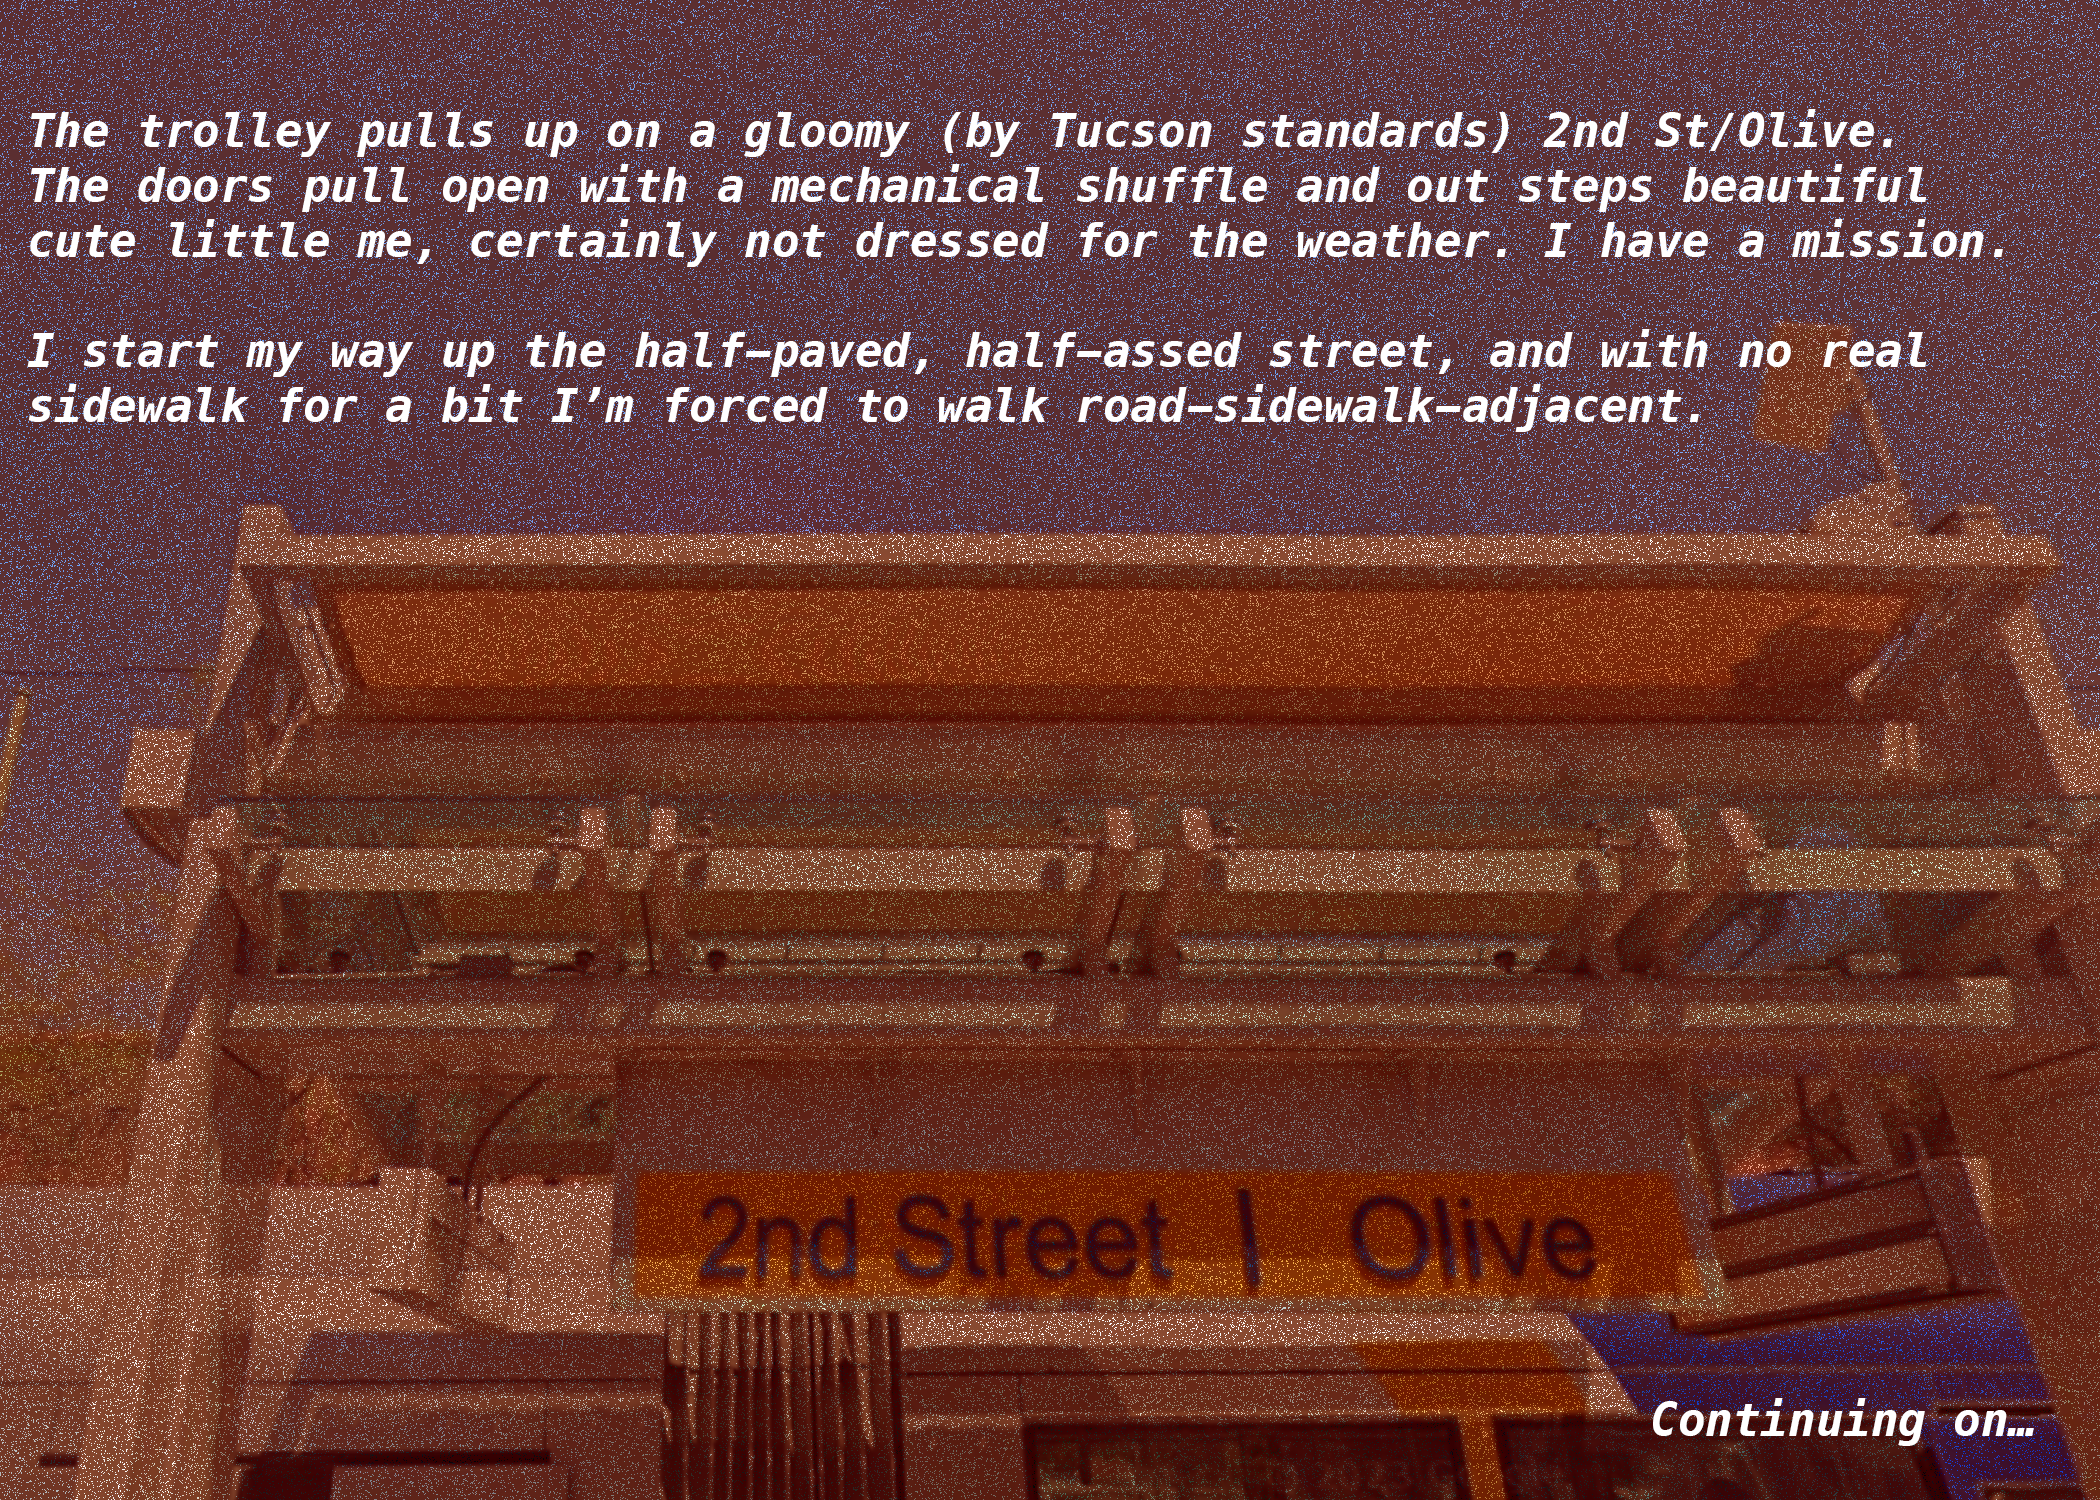 The trolley pulls up on a gloomy (by Tucson standards) 2nd St/Olive.
The doors pull open with a mechanical shuffle and out steps beautiful
cute little me, certainly not dressed for the weather. I have a mission.
I start my way up the half-paved, half-assed street, and with no real
sidewalk for a bit I’m forced to walk road-sidewalk-adjacent.
2nd Street | Olive
Continuing on…